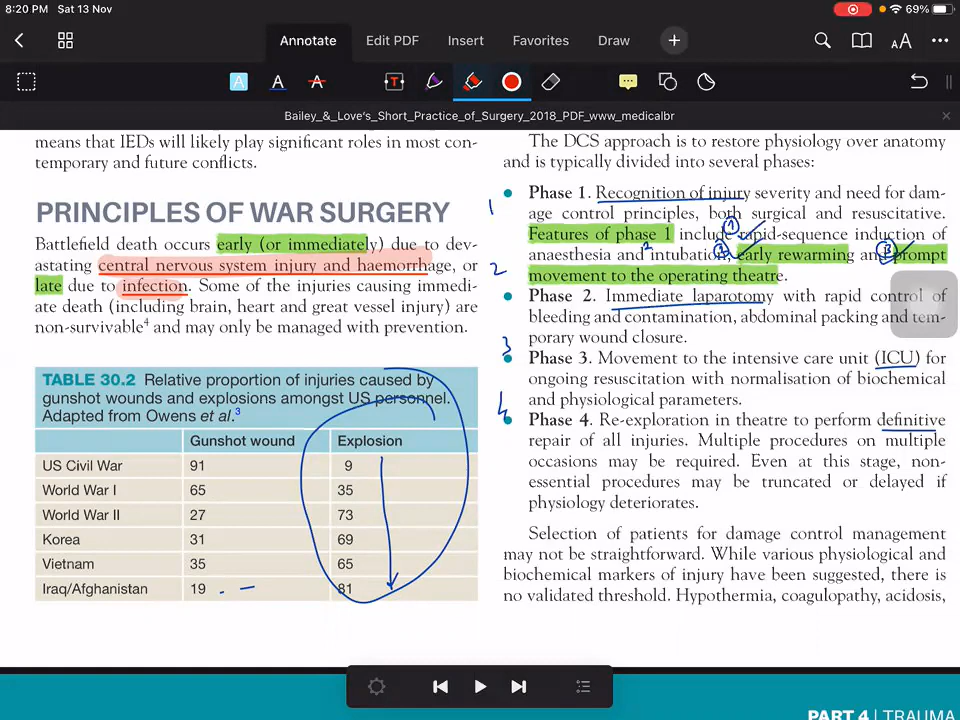 8:20 PM Sat 13 Nov
69%
Annotate Edit PDF Insert Favorites Draw
AA
A A A T
Bailey_&_Love's_Short_Practice_of_Surgery_2018_PDF_www_medicalbr
means that IEDs will likely play significant roles in most con-
temporary and future conflicts.
PRINCIPLES OF WAR SURGERY
Battlefield death occurs early (or immediately) due to dev-
astating central nervous system injury and haemorrhage, or
late due to infection. Some of the injuries causing immedi-
ate death (including brain, heart and great vessel injury) are
non-survivable4 and may only be managed with prevention.
TABLE 30.2 Relative proportion of injuries caused by
gunshot wounds and explosions amongst US personnel.
Adapted from Owens et al.3
Gunshot wound Explosion
US Civil War 91 9
World War I 65 35
World War II 27 73
Korea 31 69
Vietnam 35 65
Iraq/Afghanistan 19 81
The DCS approach is to restore physiology over anatomy
and is typically divided into several phases:
1
• Phase 1. Recognition of injury severity and need for dam-
age control principles, both surgical and resuscitative.
1
Features of phase 1 include rapid-sequence induction of
2 2 3
anaesthesia and intubation, early rewarming and prompt
2
movement to the operating theatre.
• Phase 2. Immediate laparotomy with rapid control of
bleeding and contamination, abdominal packing and tem-
porary wound closure.
3
• Phase 3. Movement to the intensive care unit (ICU) for
ongoing resuscitation with normalisation of biochemical
and physiological parameters.
4
• Phase 4. Re-exploration in theatre to perform definitive
repair of all injuries. Multiple procedures on multiple
occasions may be required. Even at this stage, non-
essential procedures may be truncated or delayed if
physiology deteriorates.
Selection of patients for damage control management
may not be straightforward. While various physiological and
biochemical markers of injury have been suggested, there is
no validated threshold. Hypothermia, coagulopathy, acidosis,
PART 4 | TRAUMA